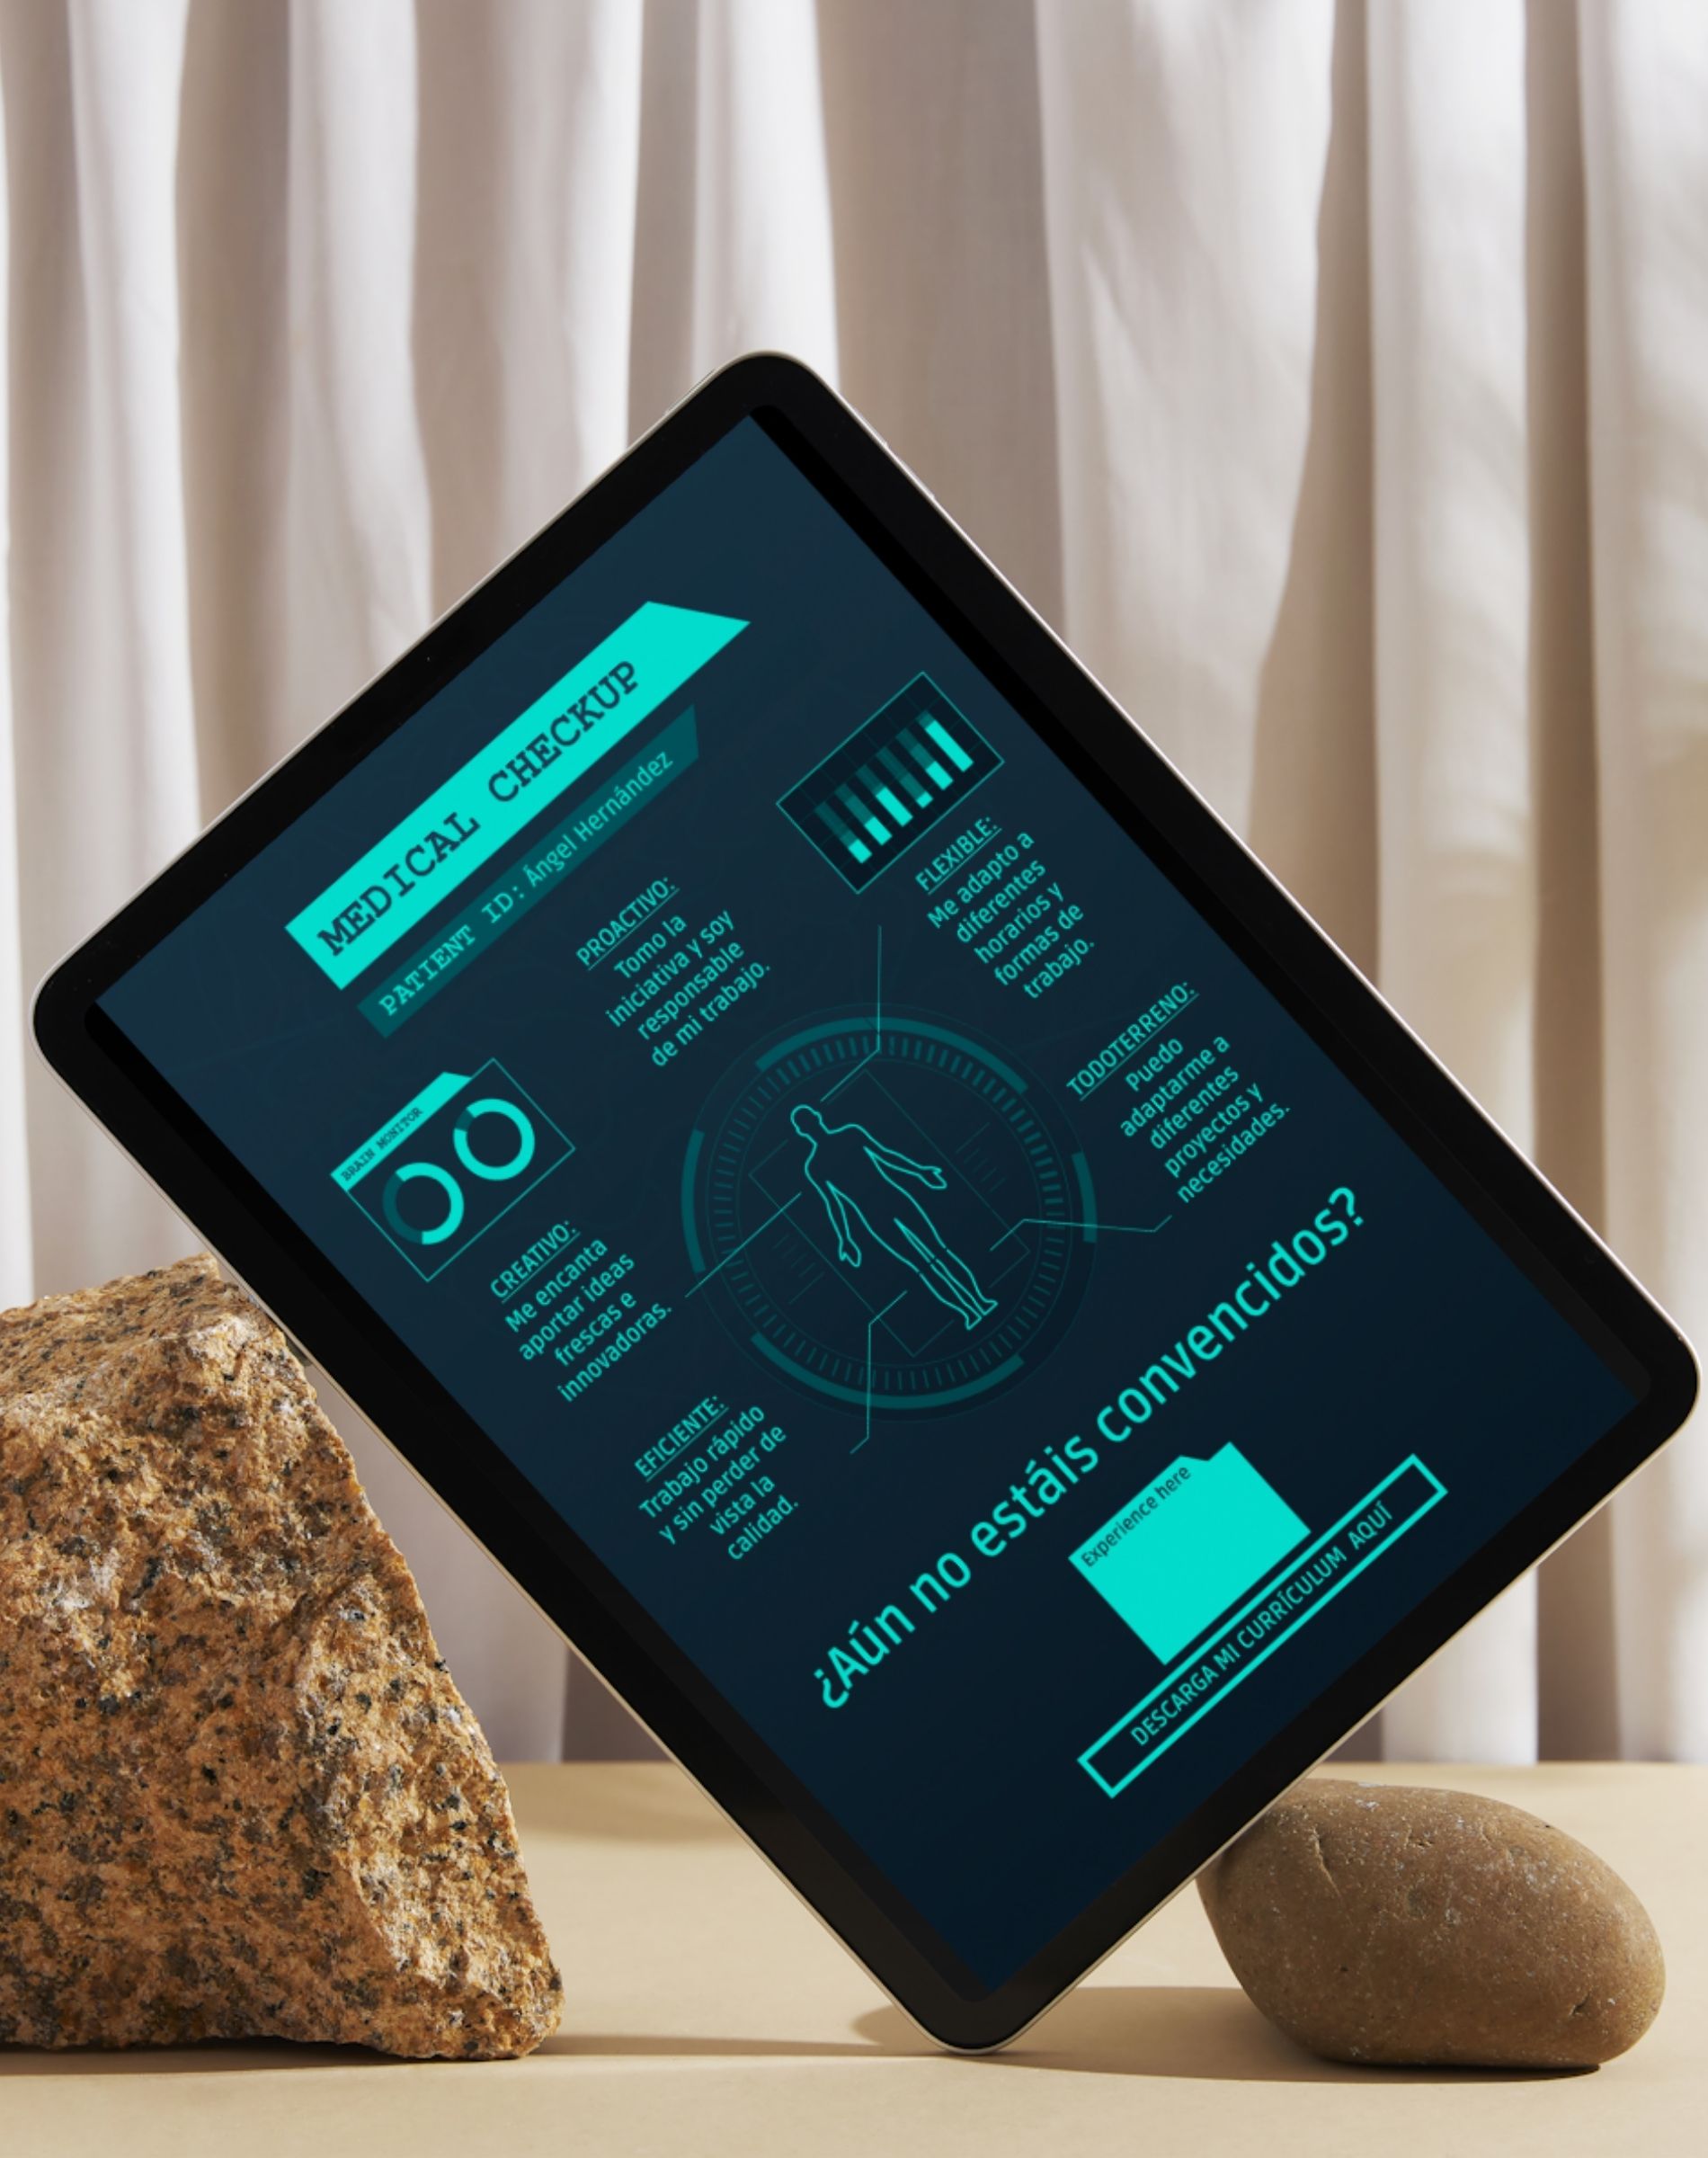 MEDICAL CHECKUP
PATIENT ID: Ángel Hernández
PROACTIVO:
Tomo la
iniciativa y soy
responsable
de mi trabajo.
FLEXIBLE:
Me adapto a
diferentes
horarios y
formas de
trabajo.
BRAIN MONITOR
CREATIVO:
Me encanta
aportar ideas
frescas e
innovadoras.
TODOTERRENO:
Puedo
adaptarme a
diferentes
proyectos y
necesidades.
EFICIENTE:
Trabajo rápido
y sin perder de
vista la
calidad.
¿Aún no estáis convencidos?
Experience here
DESCARGA MI CURRÍCULUM AQUÍ